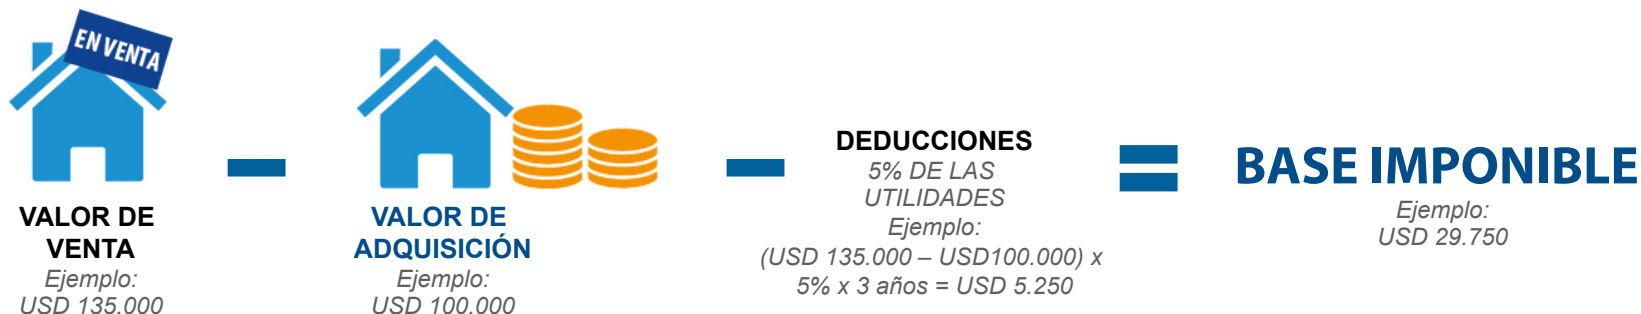 EN VENTA
VALOR DE
VENTA
Ejemplo:
USD 135.000
VALOR DE
ADQUISICIÓN
Ejemplo:
USD 100.000
DEDUCCIONES
5% DE LAS
UTILIDADES
Ejemplo:
(USD 135.000 – USD100.000) x
5% x 3 años = USD 5.250
BASE IMPONIBLE
Ejemplo:
USD 29.750